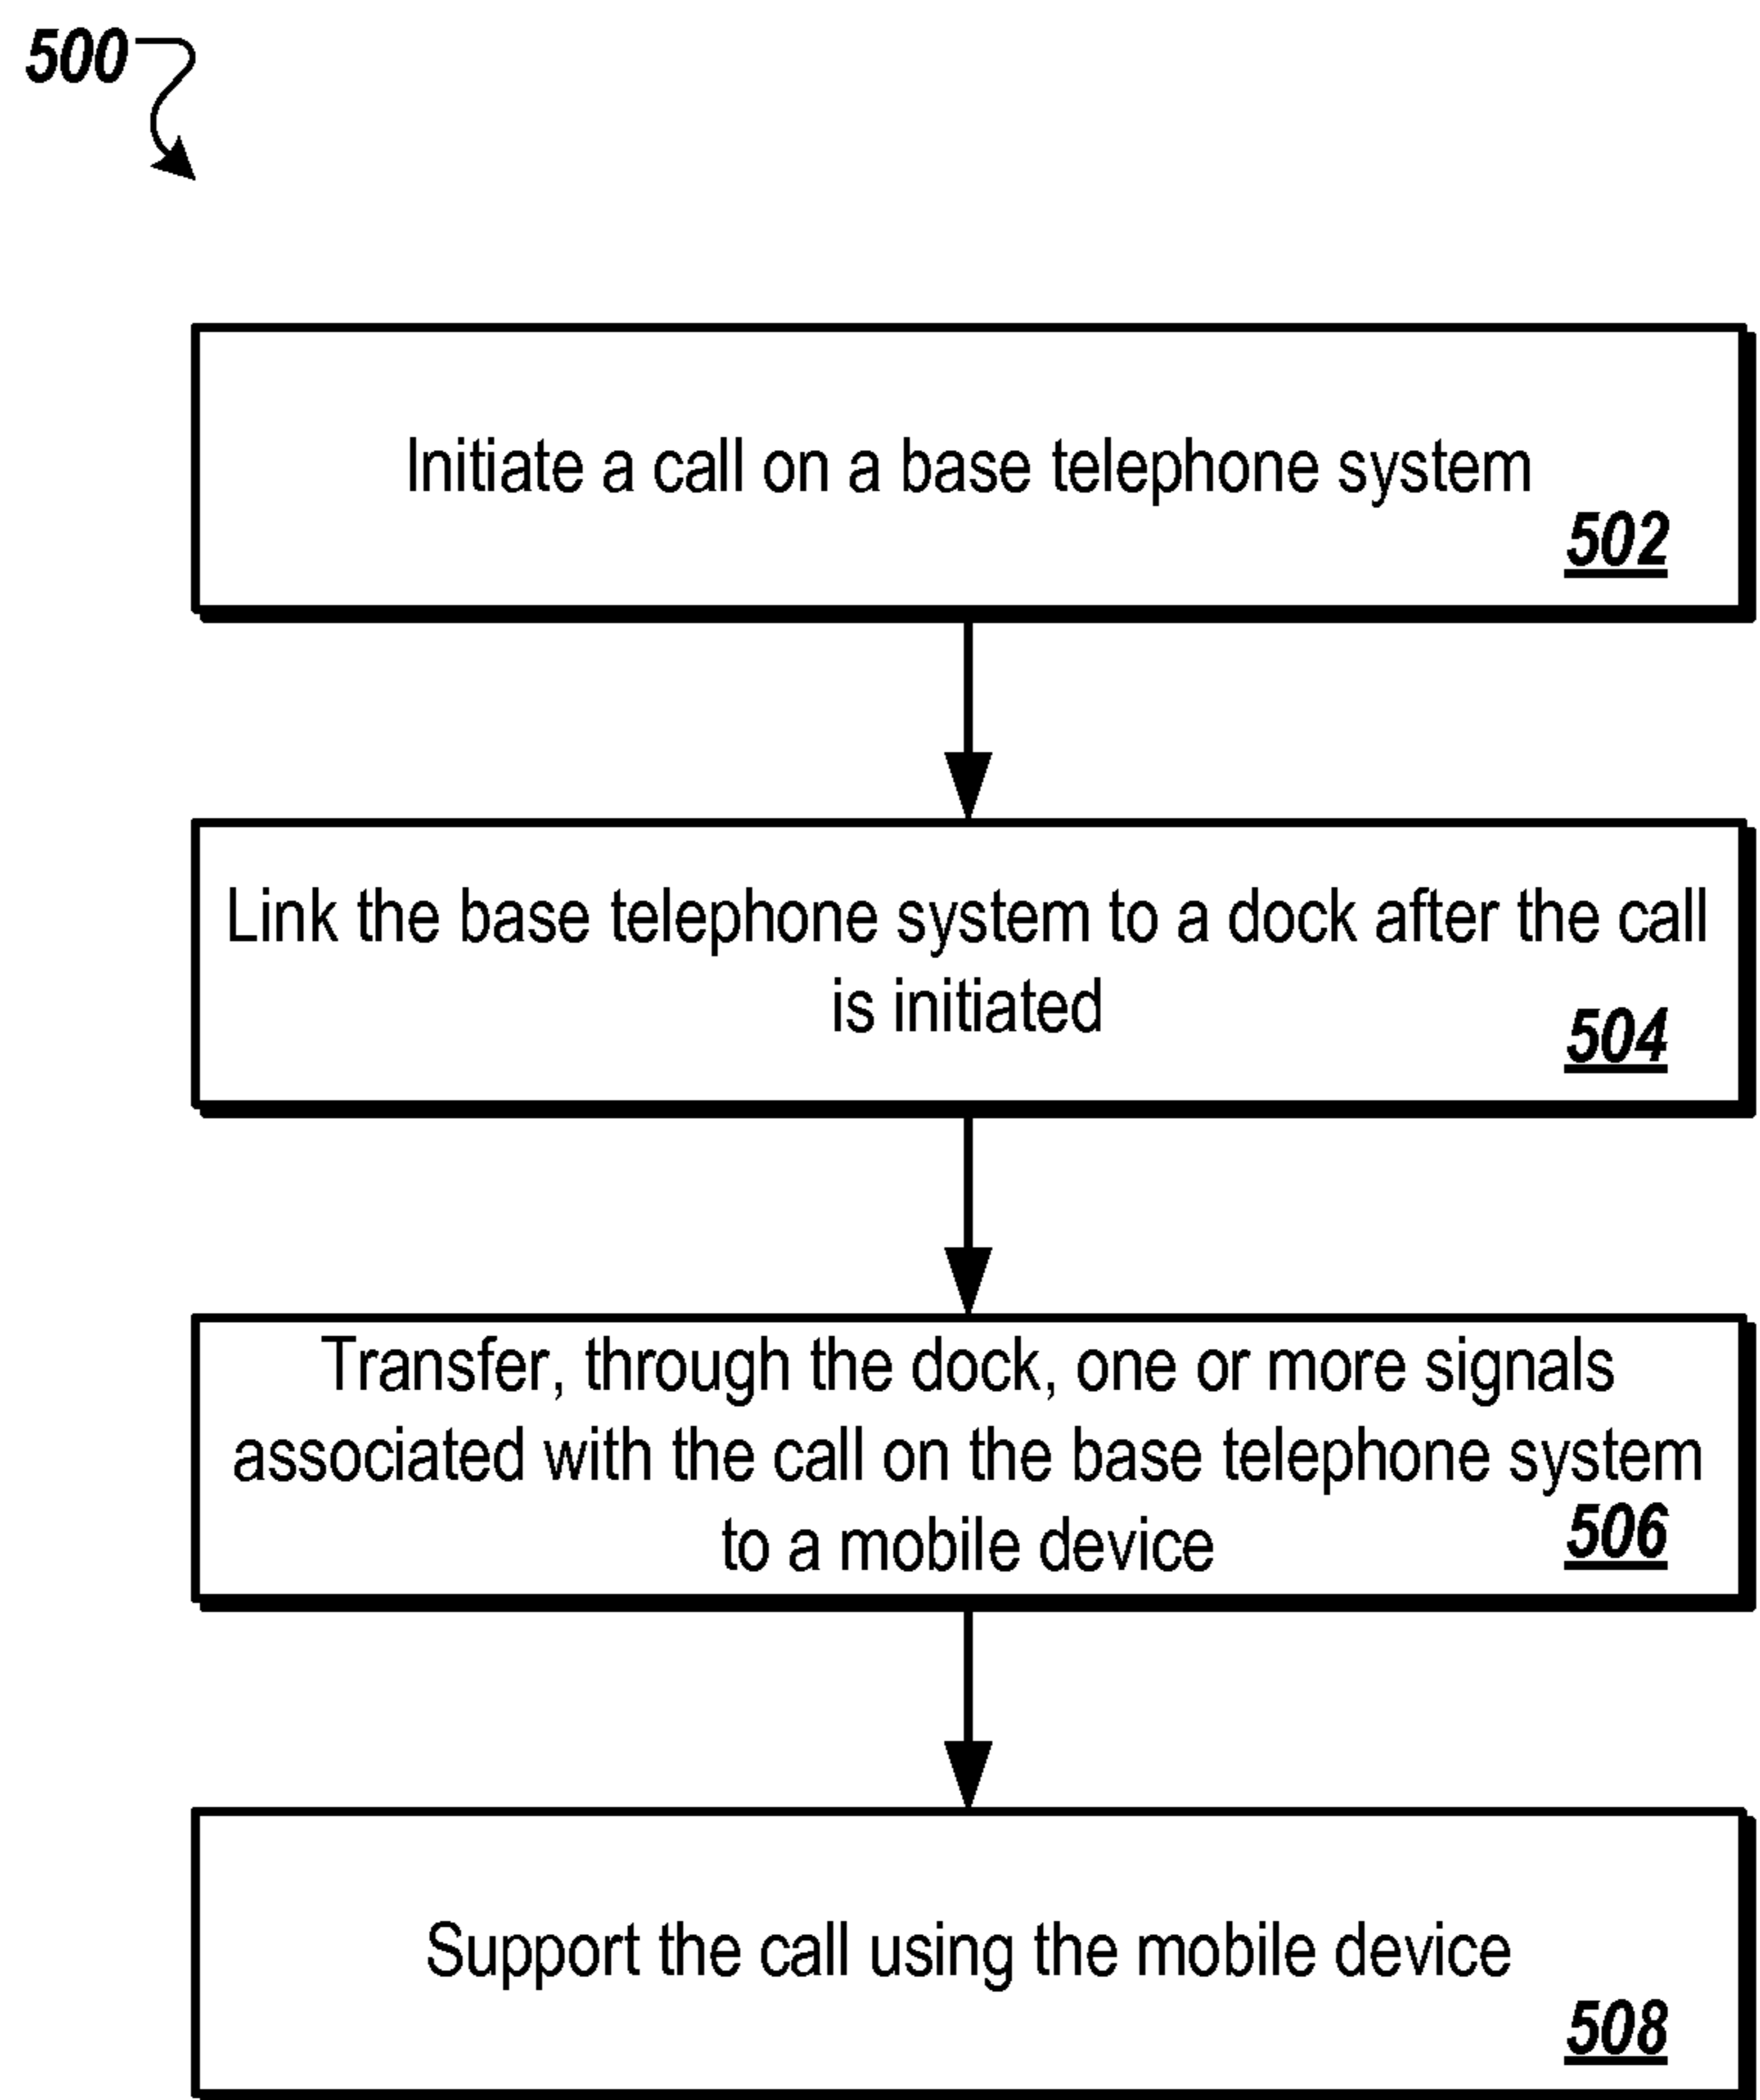 500
Initiate a call on a base telephone system
502
Link the base telephone system to a dock after the call
is initiated
504
Transfer, through the dock, one or more signals
associated with the call on the base telephone system
to a mobile device
506
Support the call using the mobile device
508